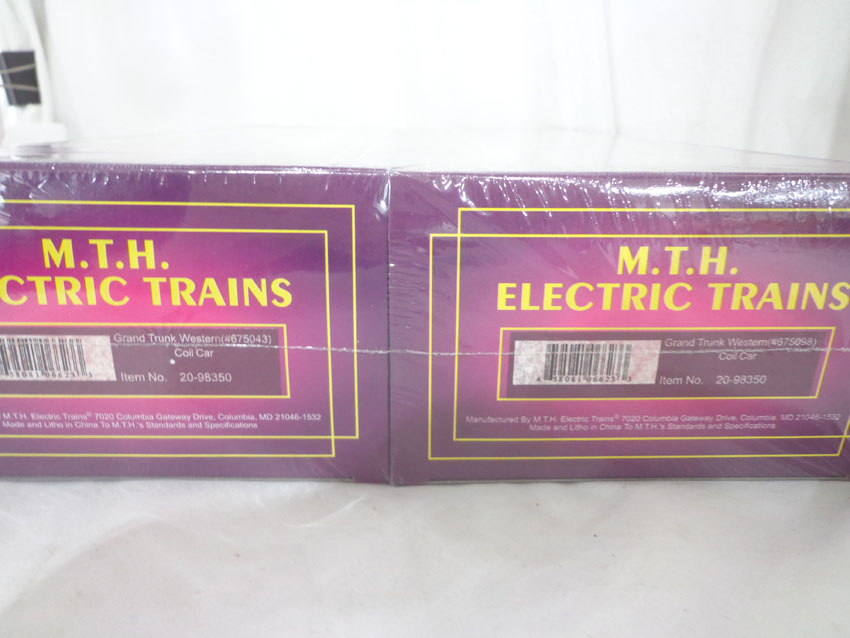 M.T.H.
CTRIC TRAINS
Grand Trunk Western(#675043)
Coil Car
Item No. 20-98350
M.T.H. Electric Trains® 7020 Columbia Gateway Drive, Columbia, MD 21046-1532
Made and Litho in China To M.T.H.'s Standards and Specifications
M.T.H.
ELECTRIC TRAINS
Grand Trunk Western(#675098)
Coil Car
Item No. 20-98350
Manufactured By M.T.H. Electric Trains® 7020 Columbia Gateway Drive, Columbia, MD 21046-1532
Made and Litho in China To M.T.H.'s Standards and Specifications